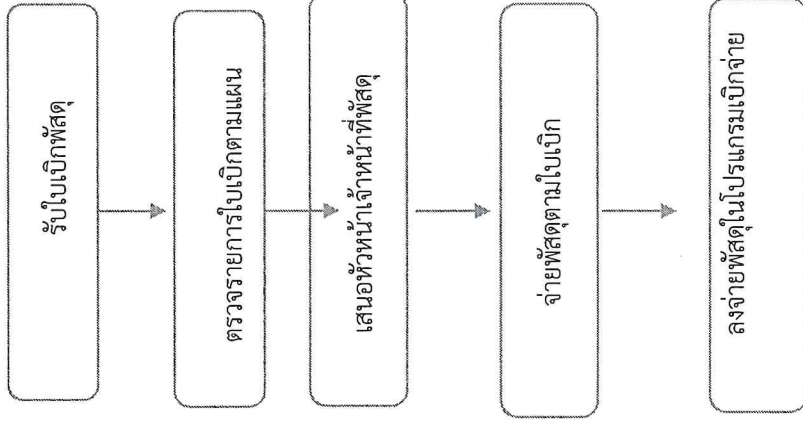 รับใบเบิกพัสดุ
ตรวจรายการใบเบิกตามแผน
เสนอหัวหน้าเจ้าหน้าที่พัสดุ
จ่ายพัสดุตามใบเบิก
ลงจ่ายพัสดุในโปรแกรมเบิกจ่าย